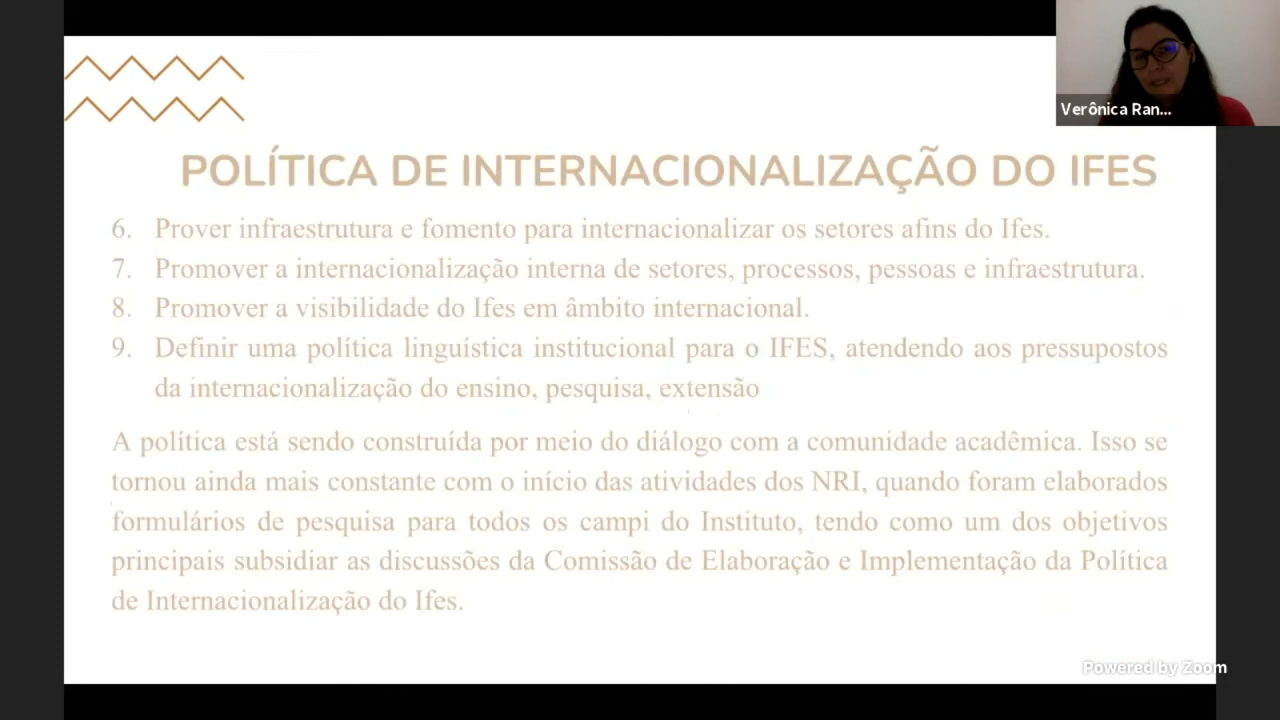 Verônica Ran...
POLÍTICA DE INTERNACIONALIZAÇÃO DO IFES
6. Prover infraestrutura e fomento para internacionalizar os setores afins do Ifes.
7. Promover a internacionalização interna de setores, processos, pessoas e infraestrutura.
8. Promover a visibilidade do Ifes em âmbito internacional.
9. Definir uma política linguística institucional para o IFES, atendendo aos pressupostos
da internacionalização do ensino, pesquisa, extensão
A política está sendo construída por meio do diálogo com a comunidade acadêmica. Isso se
tornou ainda mais constante com o início das atividades dos NRI, quando foram elaborados
formulários de pesquisa para todos os campi do Instituto, tendo como um dos objetivos
principais subsidiar as discussões da Comissão de Elaboração e Implementação da Política
de Internacionalização do Ifes.
Powered by Zoom